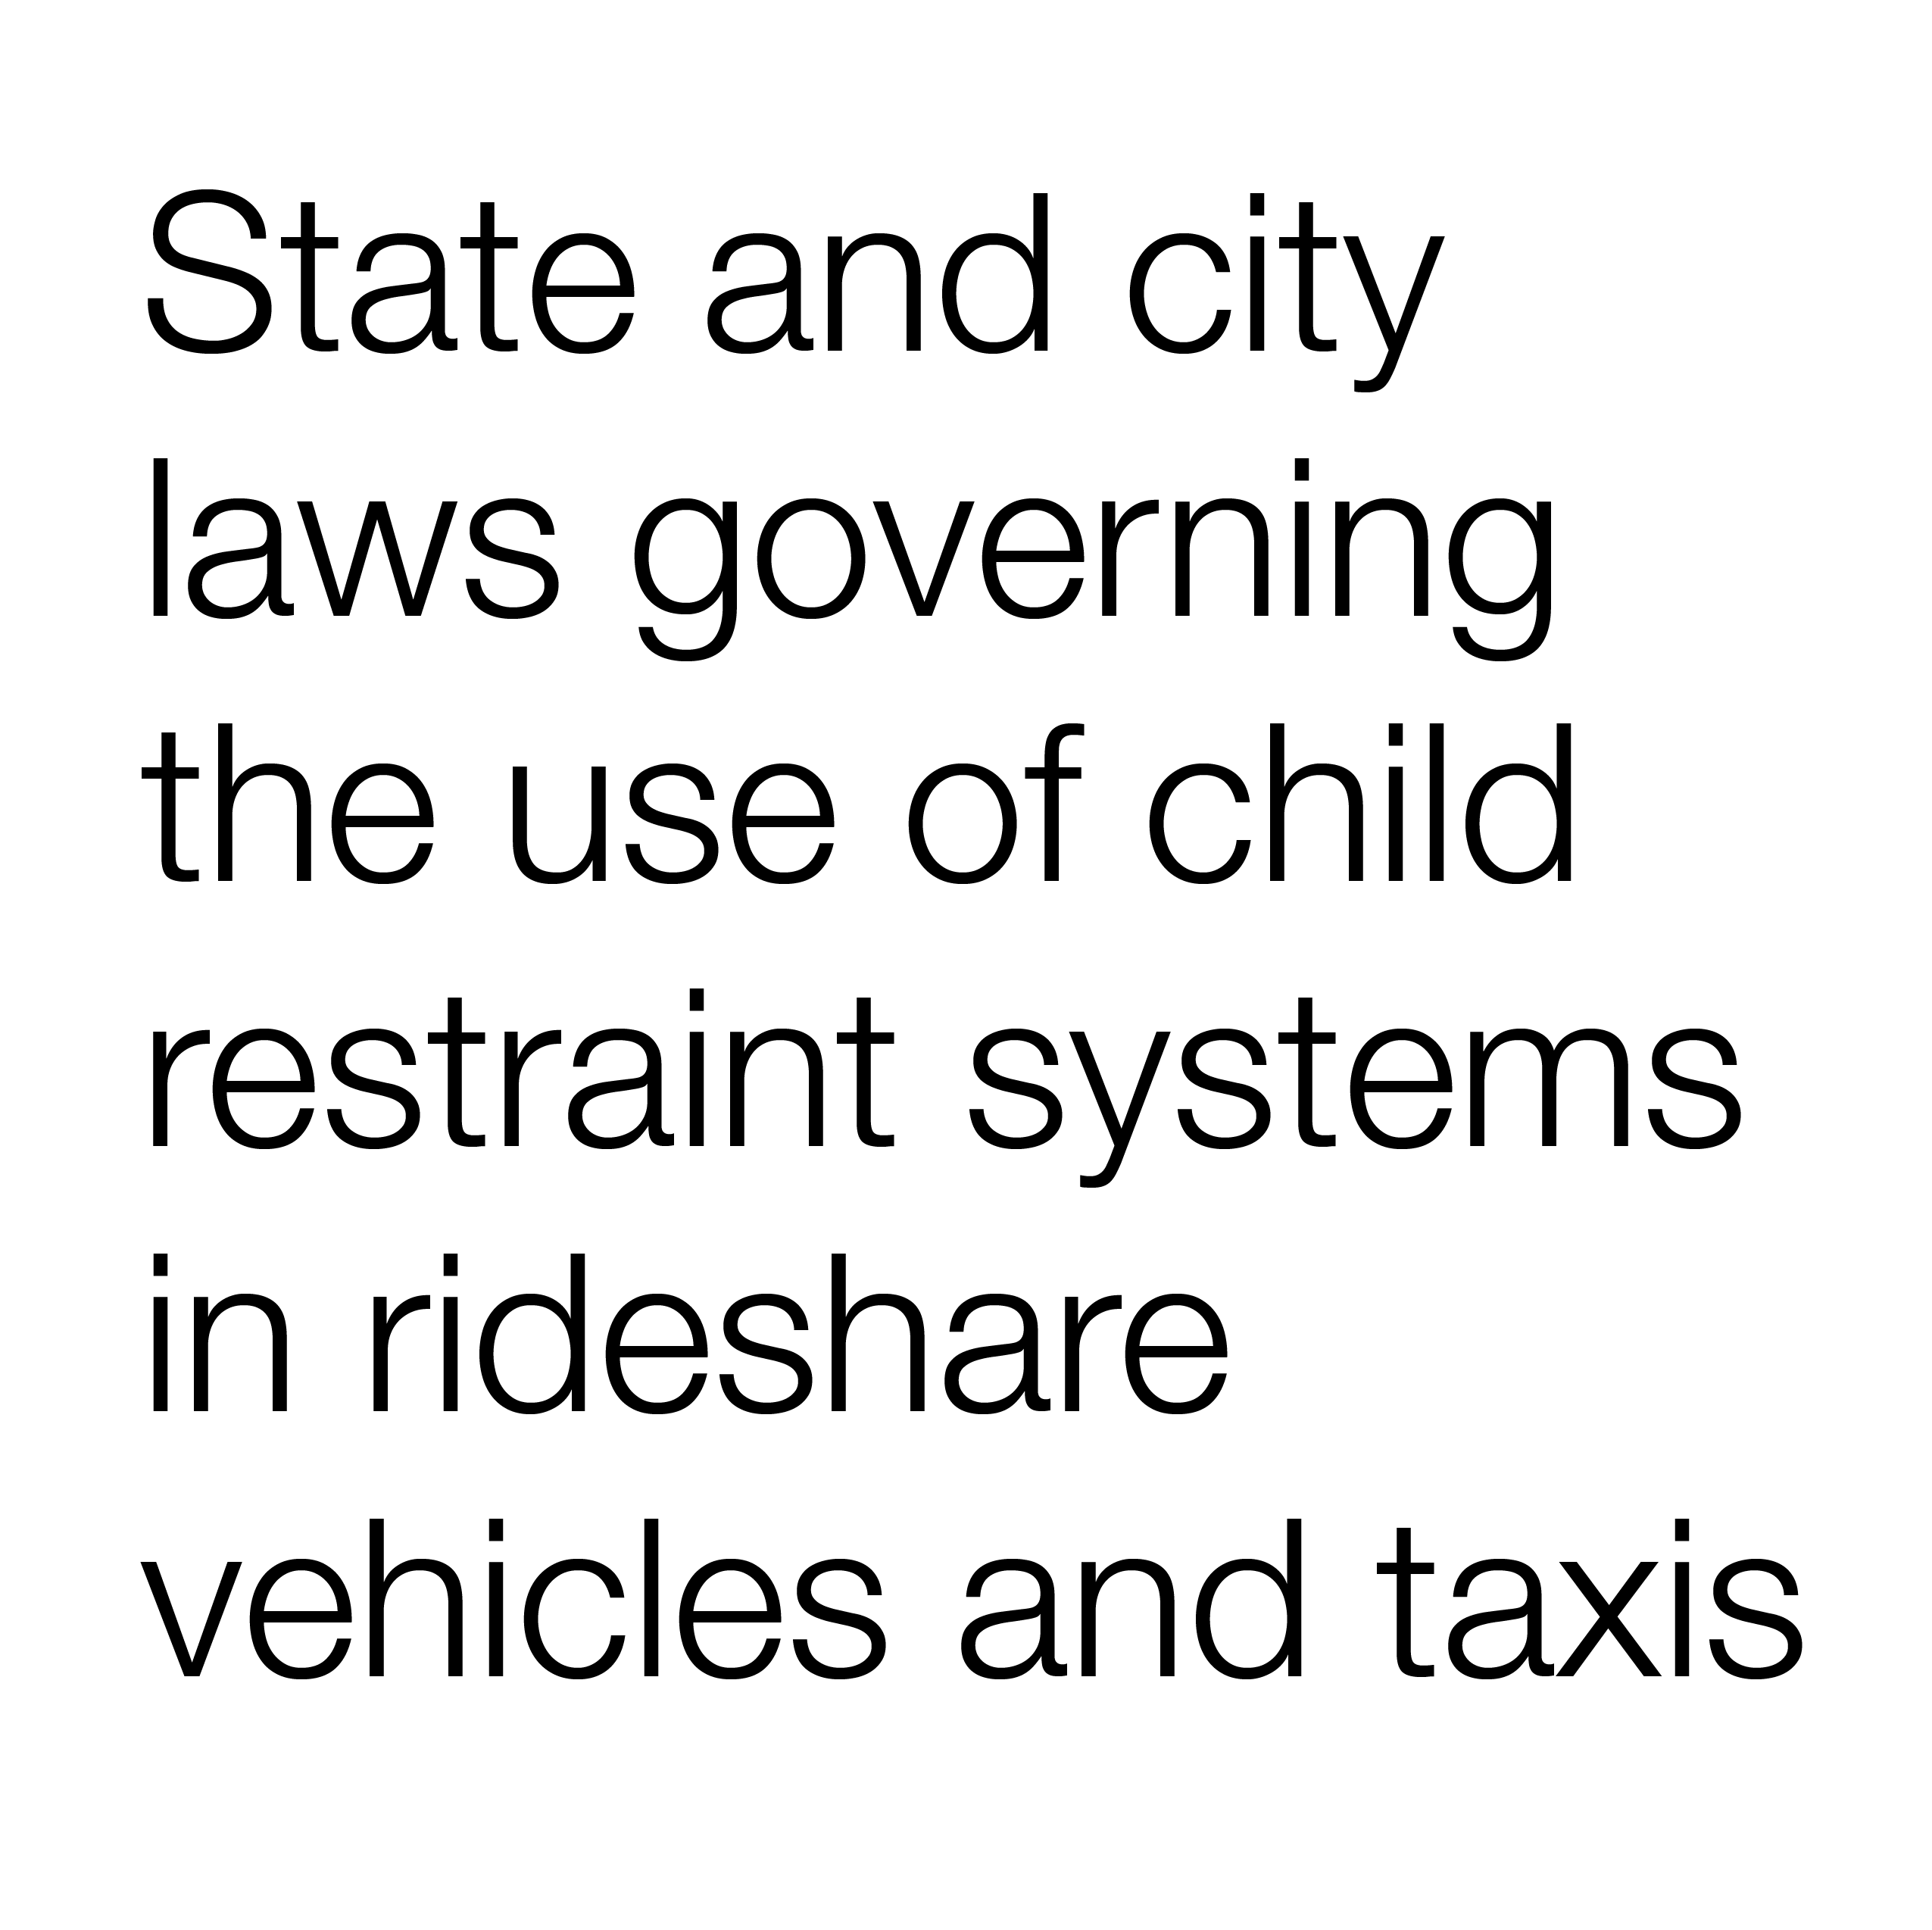 State and city
laws governing
the use of child
restraint systems
in rideshare
vehicles and taxis